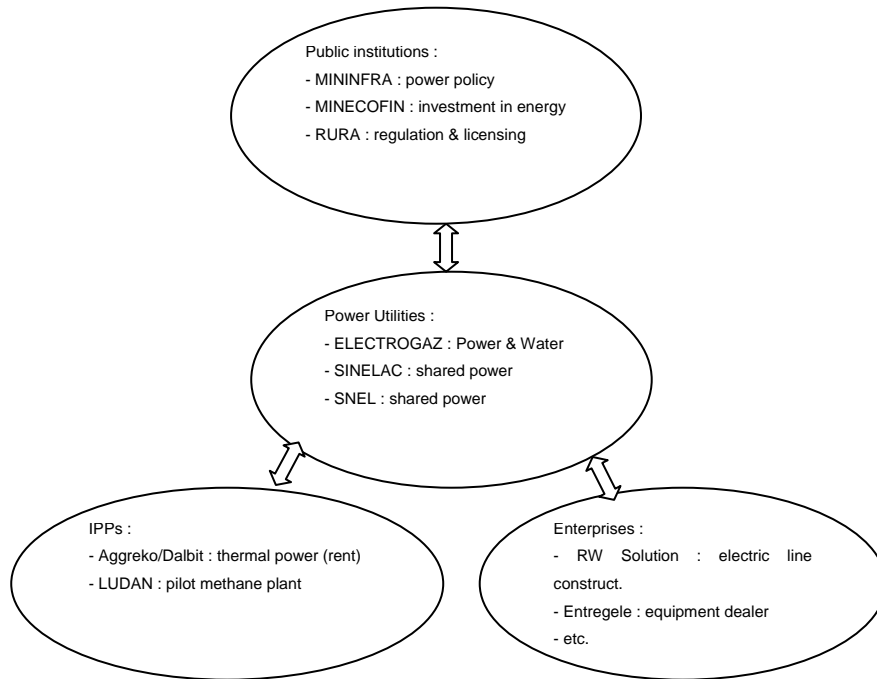 Public institutions :
- MININFRA : power policy
- MINECOFIN : investment in energy
- RURA : regulation & licensing
Power Utilities :
- ELECTROGAZ : Power & Water
- SINELAC : shared power
- SNEL : shared power
IPPs :
- Aggreko/Dalbit : thermal power (rent)
- LUDAN : pilot methane plant
Enterprises :
- RW Solution : electric line
construct.
- Entregele : equipment dealer
- etc.